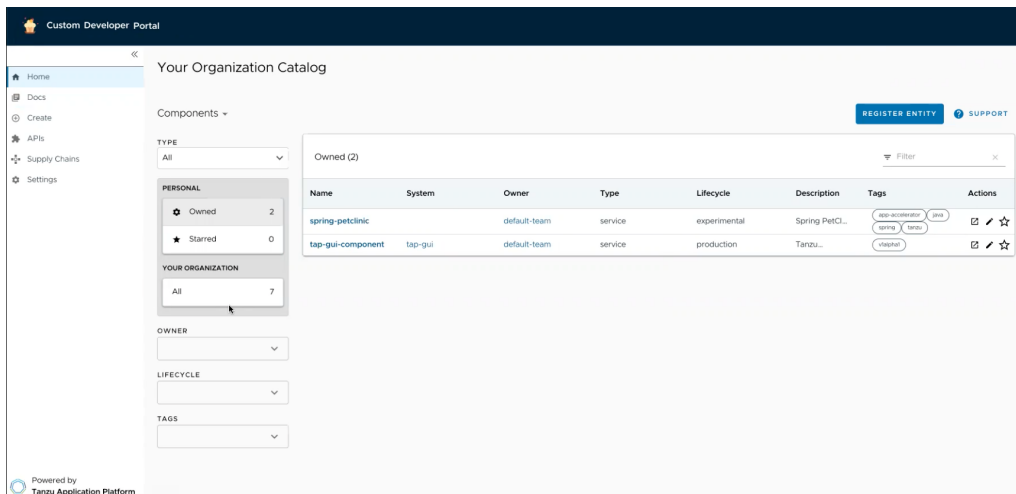 Custom Developer Portal
Home
Docs
Create
APIs
Supply Chains
Settings
Powered by
Tanzu Application Platform
Your Organization Catalog
Components
REGISTER ENTITY
SUPPORT
TYPE
All
PERSONAL
Owned 2
Starred 0
YOUR ORGANIZATION
All 7
OWNER
LIFECYCLE
TAGS
Owned (2)
Filter
Name System Owner Type Lifecycle Description Tags Actions
spring-petclinic default-team service experimental Spring PetCl... app-accelerator java
spring tanzu
tap-gui-component tap-gui default-team service production Tanzu... v1alpha1